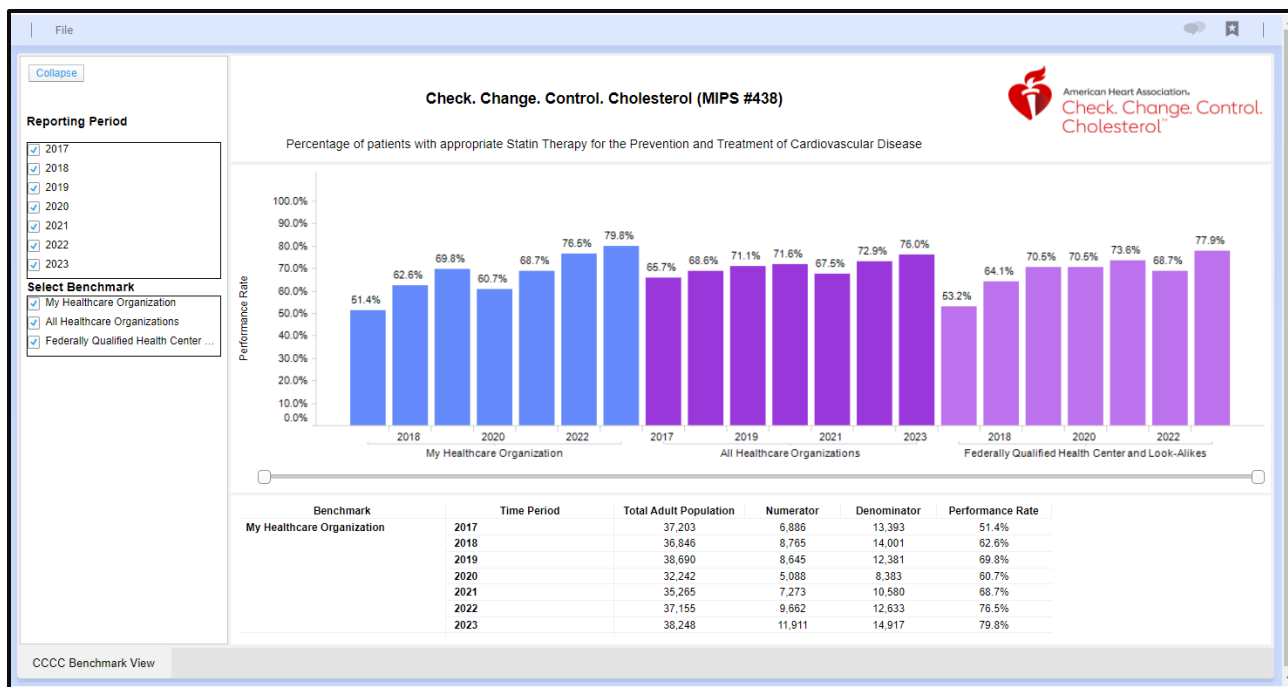 File
Collapse
Reporting Period
2017
2018
2019
2020
2021
2022
2023
Select Benchmark
My Healthcare Organization
All Healthcare Organizations
Federally Qualified Health Center ...
Check. Change. Control. Cholesterol (MIPS #438)
Percentage of patients with appropriate Statin Therapy for the Prevention and Treatment of Cardiovascular Disease
American Heart Association®
Check. Change. Control.
Cholesterol™
Performance Rate
100.0%
90.0%
80.0%
70.0%
60.0%
50.0%
40.0%
30.0%
20.0%
10.0%
0.0%
51.4% 62.6% 69.8% 60.7% 68.7% 76.5% 79.8% 65.7% 68.6% 71.1% 71.6% 67.5% 72.9% 76.0% 53.2% 64.1% 70.5% 70.5% 73.6% 68.7% 77.9%
2018 2020 2022 2017 2019 2021 2023 2018 2020 2022
My Healthcare Organization All Healthcare Organizations Federally Qualified Health Center and Look-Alikes
Benchmark Time Period Total Adult Population Numerator Denominator Performance Rate
My Healthcare Organization 2017 37,203 6,886 13,393 51.4%
2018 36,846 8,765 14,001 62.6%
2019 38,690 8,645 12,381 69.8%
2020 32,242 5,088 8,383 60.7%
2021 35,265 7,273 10,580 68.7%
2022 37,155 9,662 12,633 76.5%
2023 38,248 11,911 14,917 79.8%
CCCC Benchmark View